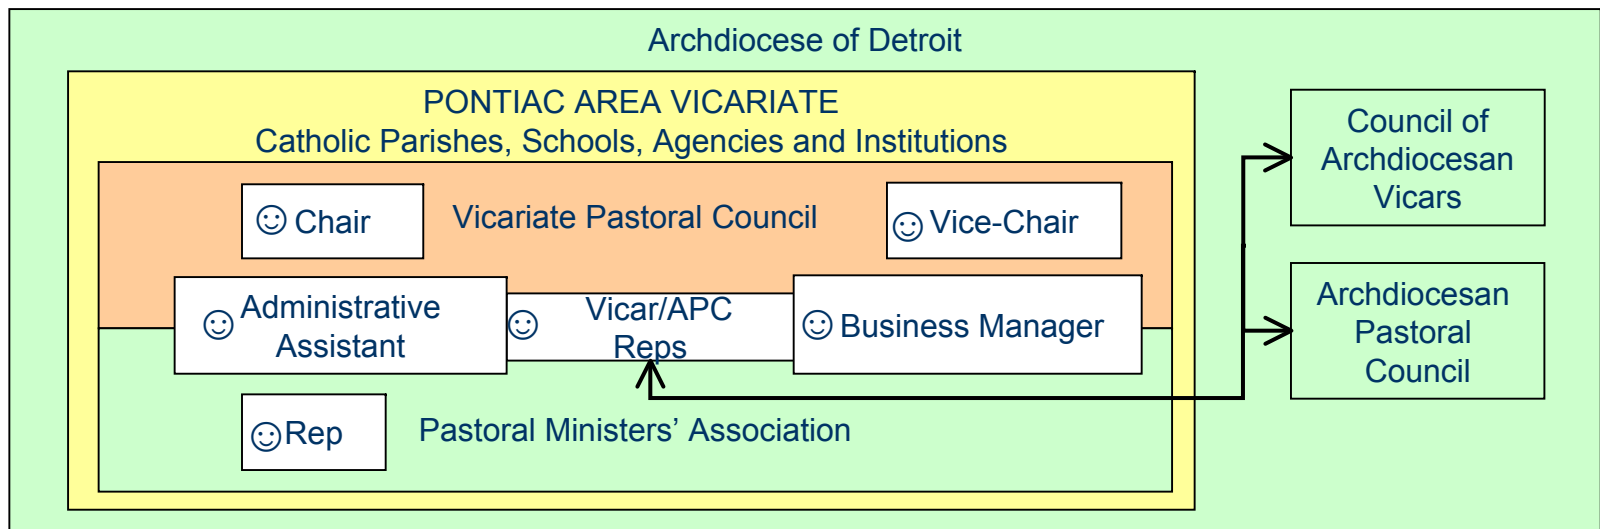 Archdiocese of Detroit
PONTIAC AREA VICARIATE
Catholic Parishes, Schools, Agencies and Institutions
Chair
Vicariate Pastoral Council
Vice-Chair
Administrative
Assistant
Vicar/APC
Reps
Business Manager
Rep
Pastoral Ministers’ Association
Council of
Archdiocesan
Vicars
Archdiocesan
Pastoral
Council